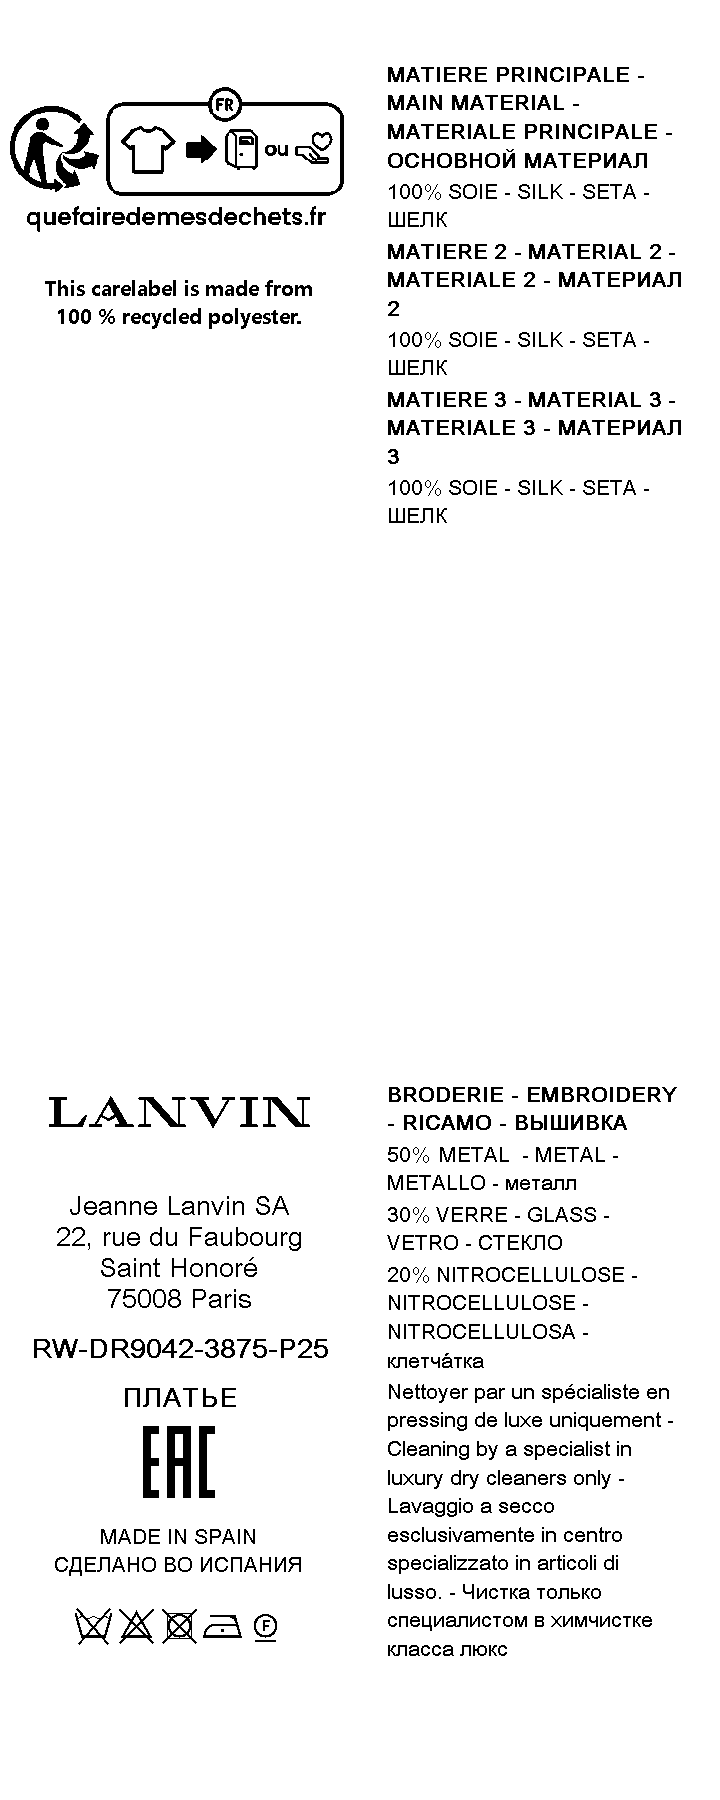 FR
ou
quefairedemesdechets.fr
This carelabel is made from
100 % recycled polyester.
MATIERE PRINCIPALE -
MAIN MATERIAL -
MATERIALE PRINCIPALE -
ОСНОВНОЙ МАТЕРИАЛ
100% SOIE - SILK - SETA -
ШЕЛК
MATIERE 2 - MATERIAL 2 -
MATERIALE 2 - МАТЕРИАЛ
2
100% SOIE - SILK - SETA -
ШЕЛК
MATIERE 3 - MATERIAL 3 -
MATERIALE 3 - МАТЕРИАЛ
3
100% SOIE - SILK - SETA -
ШЕЛК
LANVIN
Jeanne Lanvin SA
22, rue du Faubourg
Saint Honoré
75008 Paris
RW-DR9042-3875-P25
ПЛАТЬЕ
EAC
MADE IN SPAIN
СДЕЛАНО ВО ИСПАНИЯ
F
BRODERIE - EMBROIDERY
- RICAMO - ВЫШИВКА
50% METAL  - METAL -
METALLO - металл
30% VERRE - GLASS -
VETRO - СТЕКЛО
20% NITROCELLULOSE -
NITROCELLULOSE -
NITROCELLULOSA -
клетча́тка
Nettoyer par un spécialiste en
pressing de luxe uniquement -
Cleaning by a specialist in
luxury dry cleaners only -
Lavaggio a secco
esclusivamente in centro
specializzato in articoli di
lusso. - Чистка только
специалистом в химчистке
класса люкс